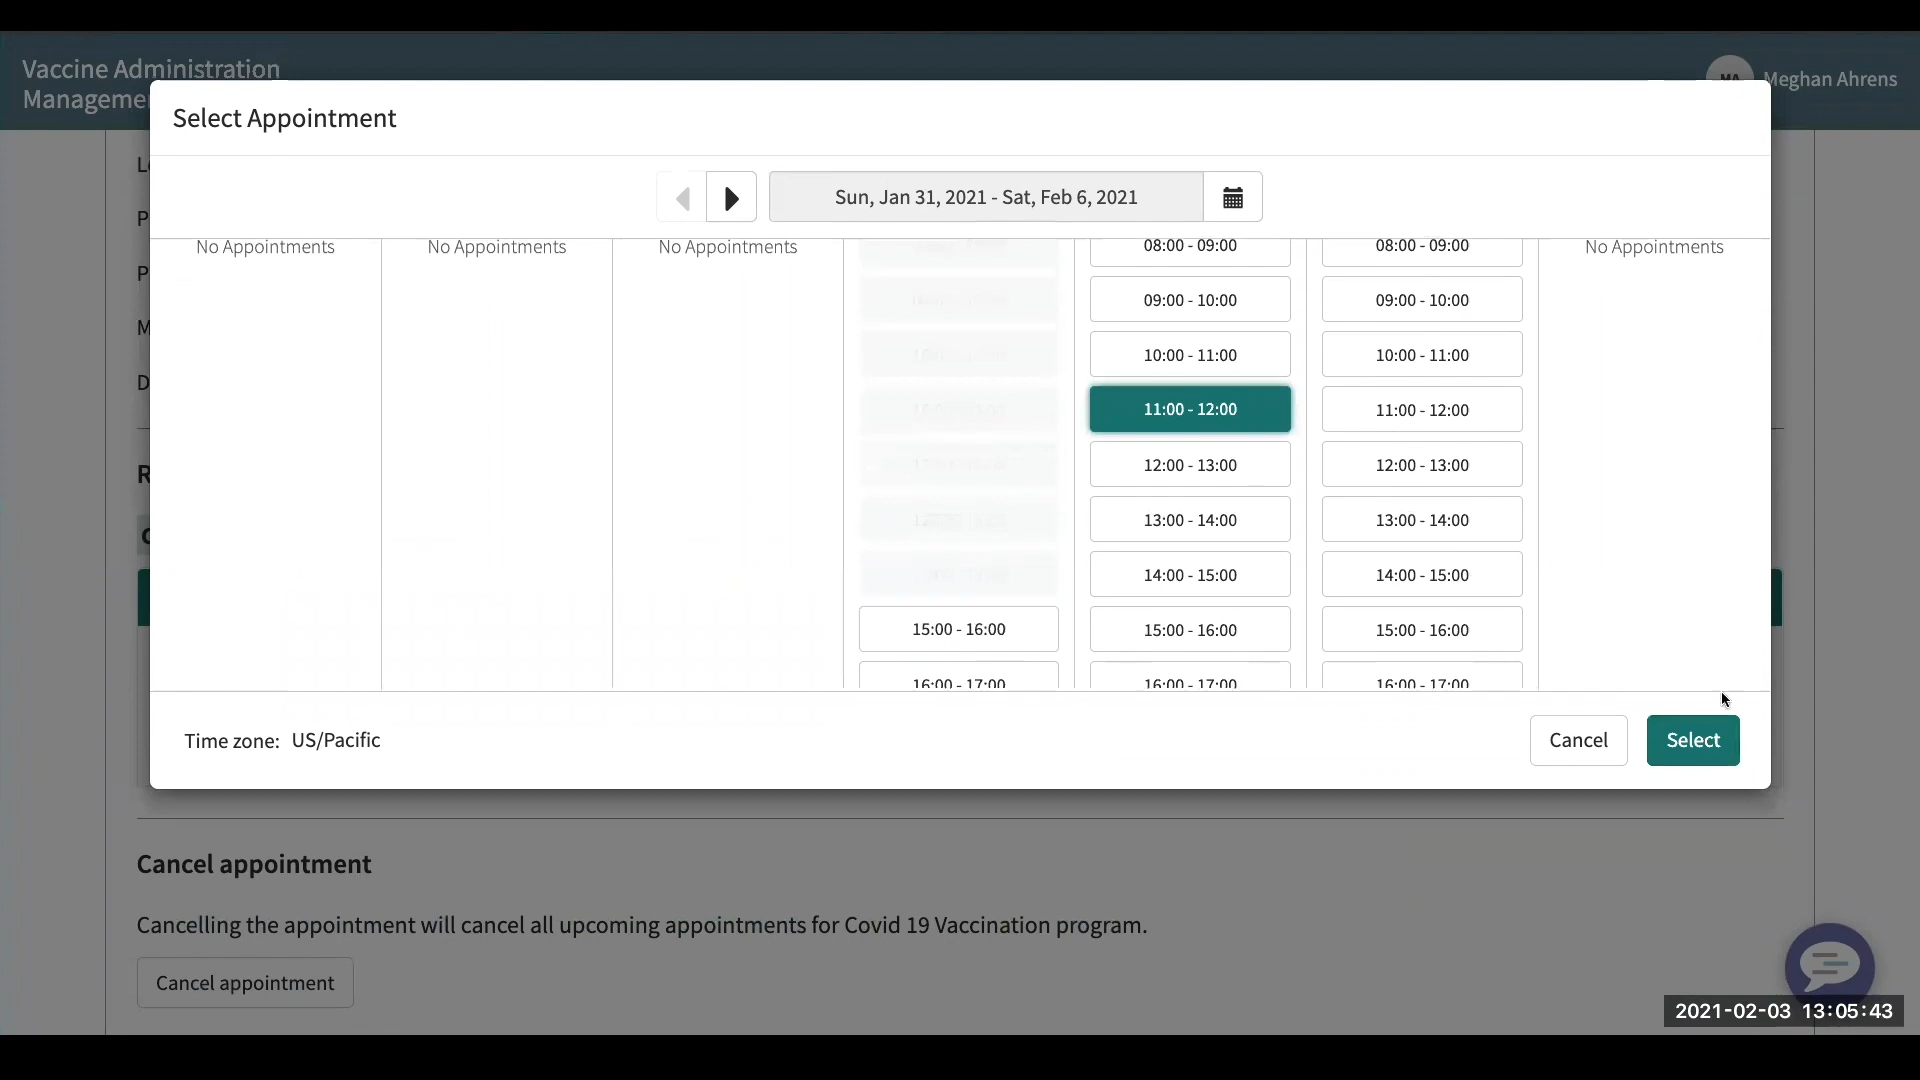 Vaccine Administration
Manageme
MA
Meghan Ahrens
Select Appointment
Sun, Jan 31, 2021 - Sat, Feb 6, 2021
No Appointments
No Appointments
No Appointments
15:00 - 16:00
16:00 - 17:00
08:00 - 09:00
09:00 - 10:00
10:00 - 11:00
11:00 - 12:00
12:00 - 13:00
13:00 - 14:00
14:00 - 15:00
15:00 - 16:00
16:00 - 17:00
08:00 - 09:00
09:00 - 10:00
10:00 - 11:00
11:00 - 12:00
12:00 - 13:00
13:00 - 14:00
14:00 - 15:00
15:00 - 16:00
16:00 - 17:00
No Appointments
Time zone: US/Pacific
Cancel
Select
Cancel appointment
Cancelling the appointment will cancel all upcoming appointments for Covid 19 Vaccination program.
Cancel appointment
2021-02-03 13:05:43